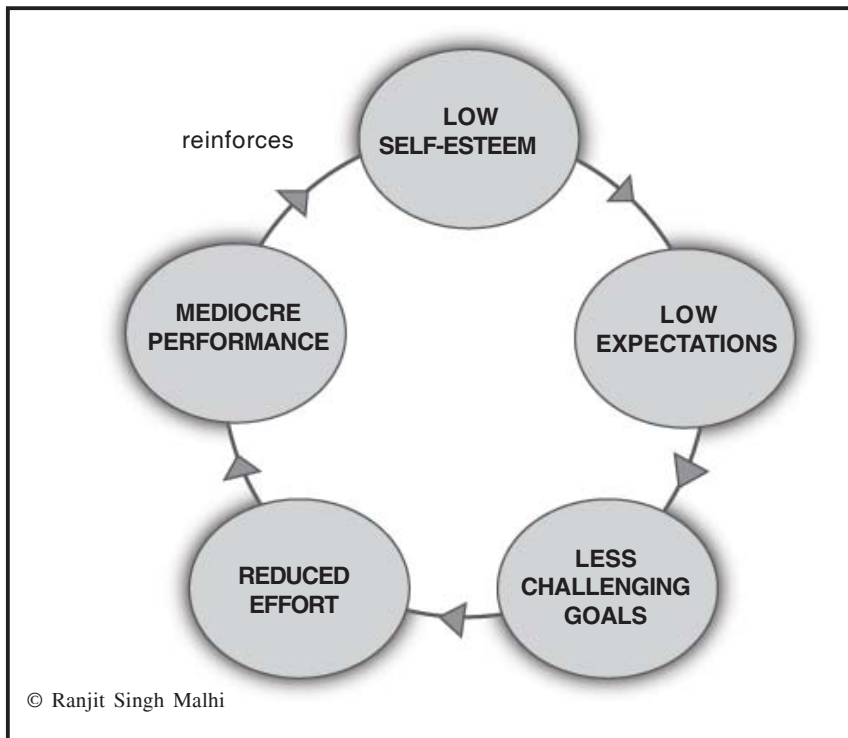 reinforces
LOW
SELF-ESTEEM
LOW
EXPECTATIONS
LESS
CHALLENGING
GOALS
REDUCED
EFFORT
MEDIOCRE
PERFORMANCE
© Ranjit Singh Malhi